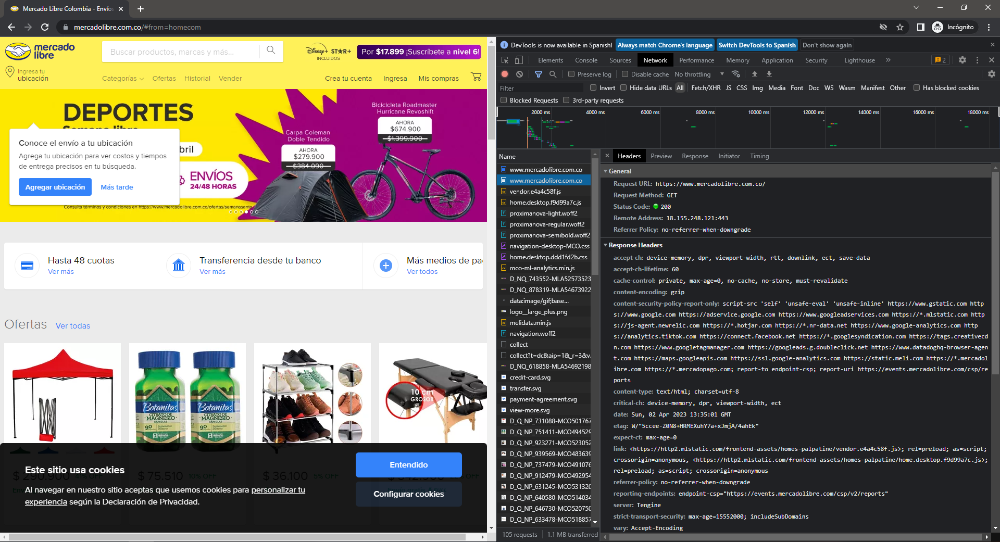 Mercado Libre Colombia - Envíos
mercadolibre.com.co/#from=homecom
Incógnito
mercado
libre
Buscar productos, marcas y más...
Disney+ STAR+
INCLUIDOS
Por $17.899 ¡Suscríbete a nivel 6!
Ingresa tu
ubicación
Categorías Ofertas Historial Vender
Crea tu cuenta Ingresa Mis compras
DEPORTES
Bicicicleta Roadmaster
Hurricane Revoshift
AHORA
$674.900
$1.399.900
Carpa Coleman
Doble Tendido
AHORA
$279.900
$384.090
bril
ENVÍOS
24/48 HORAS
Consulta términos y condiciones en https://www.mercadolibre.com.co/ofertas/semanasanta
Conoce el envío a tu ubicación
Agrega tu ubicación para ver costos y tiempos
de entrega precisos en tu búsqueda.
Agregar ubicación Más tarde
Hasta 48 cuotas
Ver más
Transferencia desde tu banco
Ver más
Más medios de pa
Ver todos
Ofertas Ver todas
Botanitas
CITRATO DE
MAGNESIO
CÁPSULAS
90
Botanitas
CITRATO DE
MAGNESIO
CÁPSULAS
90
10 cm
GROSOR
$ 290.900 41% OFF
$ 75.510 10% OFF
$ 36.100 5% OFF
Este sitio usa cookies
Al navegar en nuestro sitio aceptas que usemos cookies para personalizar tu
experiencia según la Declaración de Privacidad.
Entendido
Configurar cookies
DevTools is now available in Spanish! Always match Chrome's language Switch DevTools to Spanish Don't show again
Elements Console Sources Network Performance Memory Application Security Lighthouse » 2
Preserve log Disable cache No throttling
Filter Invert Hide data URLs All Fetch/XHR JS CSS Img Media Font Doc WS Wasm Manifest Other Has blocked cookies
Blocked Requests 3rd-party requests
2000 ms 4000 ms 6000 ms 8000 ms 10000 ms 12000 ms 14000 ms 16000 ms 18000 ms
Name
www.mercadolibre.com.co
www.mercadolibre.com.co
vendor.e4a4c58f.js
home.desktop.f9d99a7c.js
proximanova-light.woff2
proximanova-regular.woff2
proximanova-semibold.woff2
navigation-desktop-MCO.css
home.desktop.ddd1fd2b.css
mco-ml-analytics.min.js
D_NQ_743552-MLA52573523
D_NQ_878319-MLA54673922
data:image/gif;base...
logo__large_plus.png
melidata.min.js
navigation.woff2
collect
collect?t=dc&aip=1&_r=3&v.
D_NQ_618858-MLA54692198
credit-card.svg
transfer.svg
payment-agreement.svg
view-more.svg
D_Q_NP_731088-MCO501767
D_Q_NP_751411-MCO494529
D_Q_NP_923271-MCO523052
D_Q_NP_939569-MCO483639
D_Q_NP_737479-MCO491076
D_Q_NP_912479-MCO492954
D_Q_NP_631245-MCO531320
D_Q_NP_640580-MCO514034
D_Q_NP_646730-MCO520750
D_Q_NP_633478-MCO518857
105 requests 1.1 MB transferred
Headers Preview Response Initiator Timing
General
Request URL: https://www.mercadolibre.com.co/
Request Method: GET
Status Code: 200
Remote Address: 18.155.248.121:443
Referrer Policy: no-referrer-when-downgrade
Response Headers
accept-ch: device-memory, dpr, viewport-width, rtt, downlink, ect, save-data
accept-ch-lifetime: 60
cache-control: private, max-age=0, no-cache, no-store, must-revalidate
content-encoding: gzip
content-security-policy-report-only: script-src 'self' 'unsafe-eval' 'unsafe-inline' https://www.gstatic.com http
s://www.google.com https://adservice.google.com https://www.googleadservices.com https://*.mlstatic.com http
s://js-agent.newrelic.com https://*.hotjar.com https://*.nr-data.net https://www.google-analytics.com http
s://analytics.tiktok.com https://connect.facebook.net https://*.googlesyndication.com https://tags.creativecd
n.com https://www.googletagmanager.com https://googleads.g.doubleclick.net https://www.datadoghq-browser-agen
t.com https://maps.googleapis.com https://ssl.google-analytics.com https://static.meli.com https://*.mercadol
ibre.com https://*.mercadopago.com; report-to endpoint-csp; report-uri https://events.mercadolibre.com/csp/re
ports
content-type: text/html; charset=utf-8
critical-ch: device-memory, dpr, viewport-width, ect
date: Sun, 02 Apr 2023 13:35:01 GMT
etag: W/"5ccee-Z0N8+HRMEXuhY7a+xJmjA/4ahEk"
expect-ct: max-age=0
link: <https://http2.mlstatic.com/frontend-assets/homes-palpatine/vendor.e4a4c58f.js>; rel=preload; as=script;
crossorigin=anonymous, <https://http2.mlstatic.com/frontend-assets/homes-palpatine/home.desktop.f9d99a7c.js>;
rel=preload; as=script; crossorigin=anonymous
referrer-policy: no-referrer-when-downgrade
reporting-endpoints: endpoint-csp="https://events.mercadolibre.com/csp/v2/reports"
server: Tengine
strict-transport-security: max-age=15552000; includeSubDomains
vary: Accept-Encoding